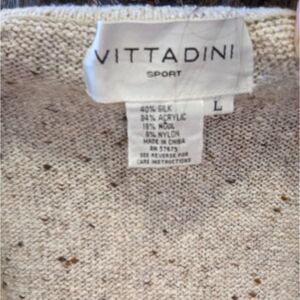 VITTADINI
SPORT
L
40% SILK
34% ACRYLIC
18% WOOL
8% NYLON
MADE IN CHINA
RN 57675
SEE REVERSE FOR
CARE INSTRUCTIONS